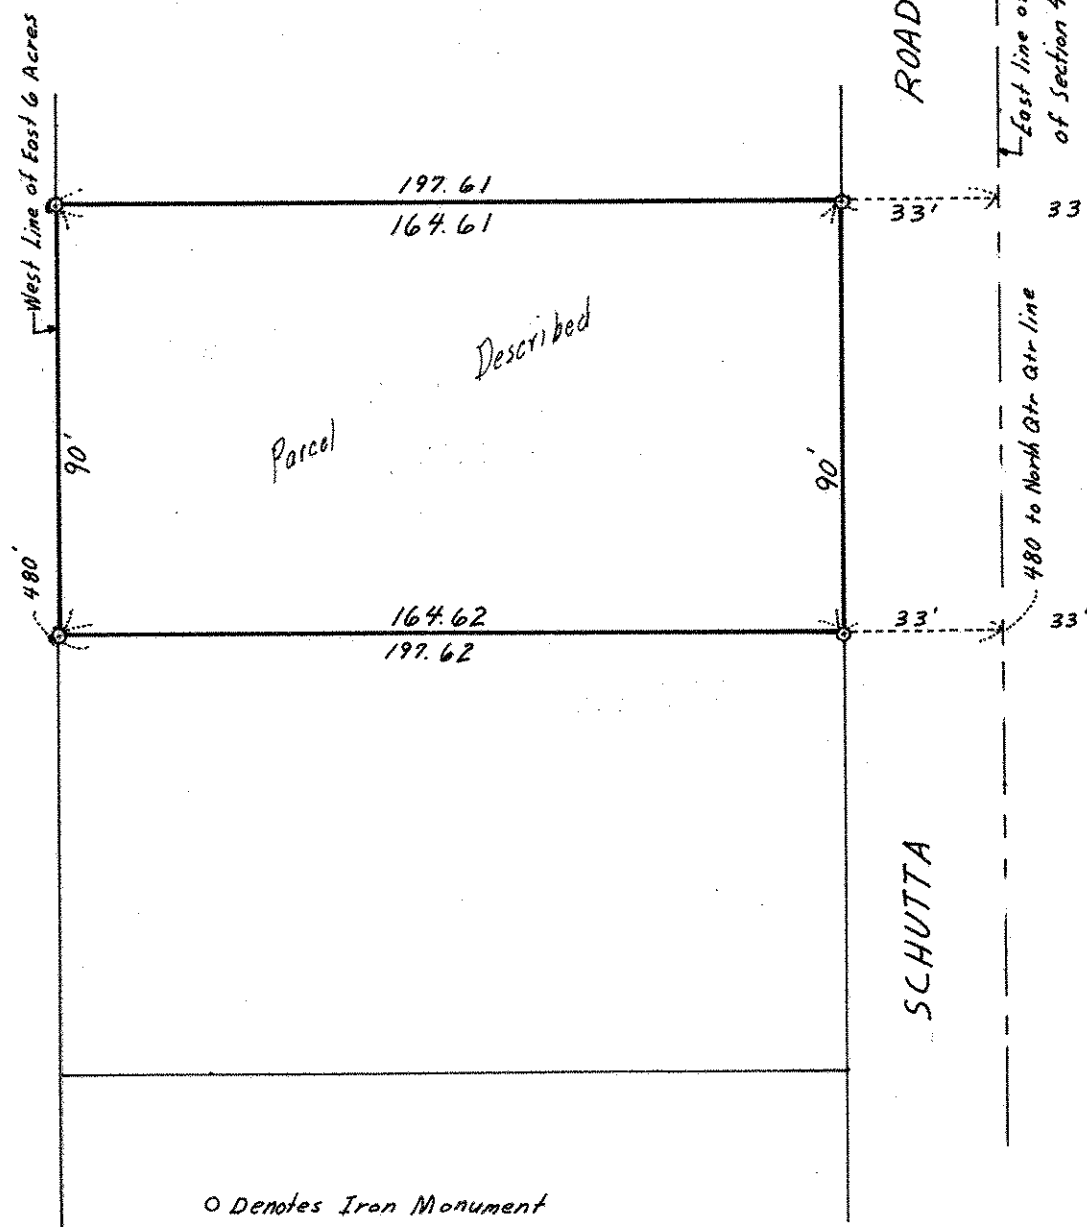 West Line of East 6 Acres
ROAD
East line of
of Section 4
197.61
164.61
33'
33
Described
Parcel
90'
90'
480 to North Qtr Qtr line
480'
164.62
197.62
33'
33'
SCHUTTA
O Denotes Iron Monument